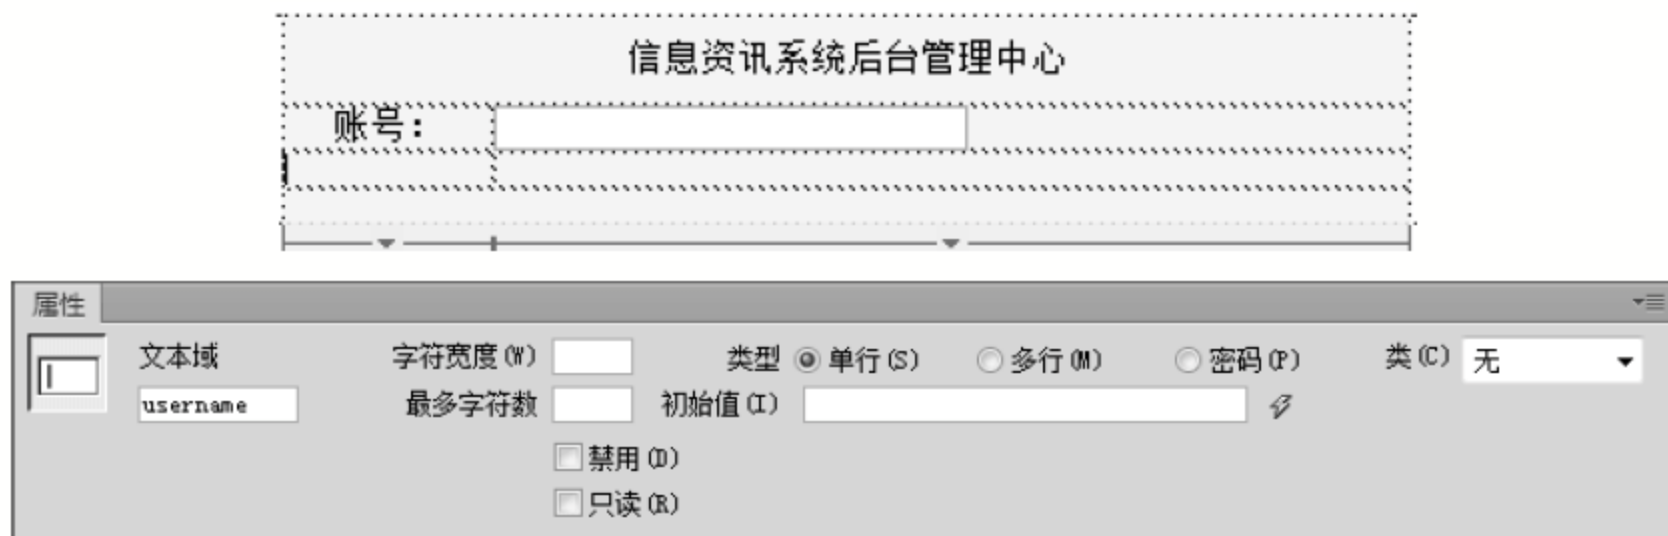 信息资讯系统后台管理中心
账号：
属性
文本域 字符宽度(W) 类型 单行(S) 多行(M) 密码(P) 类(C) 无
username 最多字符数 初始值(I)
禁用(D)
只读(R)